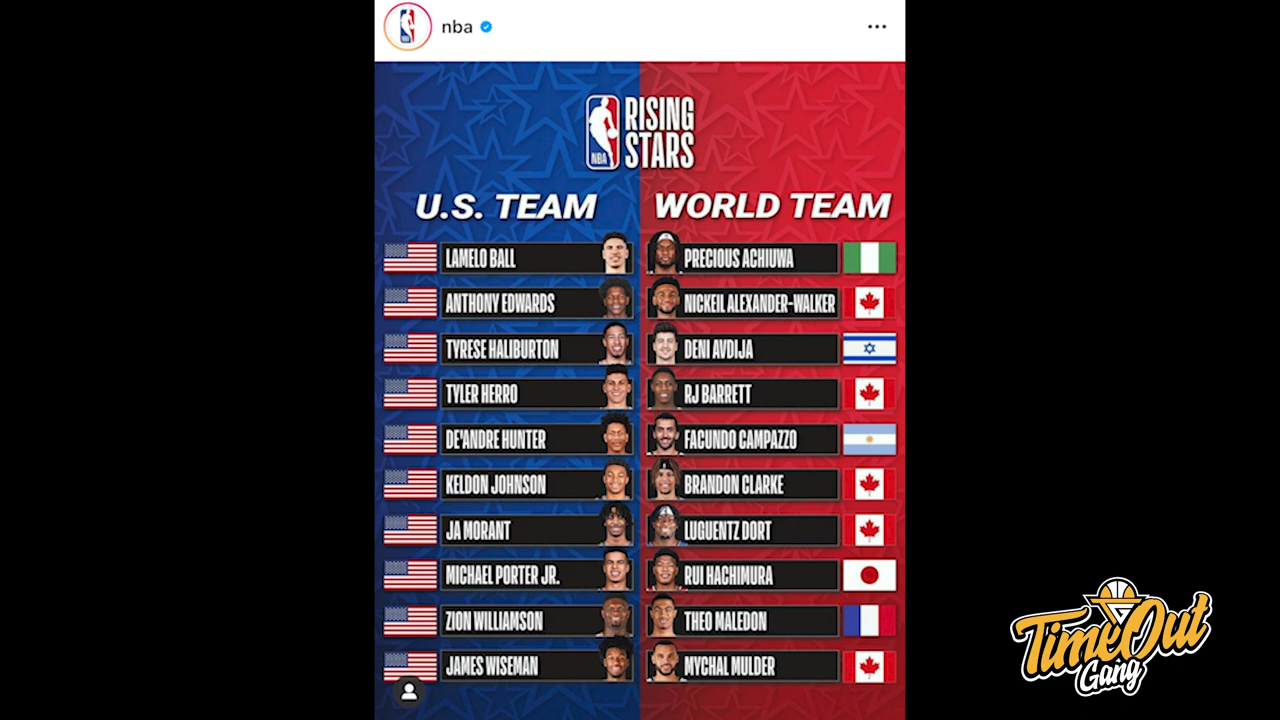 nba
RISING
STARS
NBA
U.S. TEAM
WORLD TEAM
LAMELO BALL
PRECIOUS ACHIUWA
ANTHONY EDWARDS
NICKEIL ALEXANDER-WALKER
TYRESE HALIBURTON
DENI AVDIJA
TYLER HERRO
RJ BARRETT
DE'ANDRE HUNTER
FACUNDO CAMPAZZO
KELDON JOHNSON
BRANDON CLARKE
JA MORANT
LUGUENTZ DORT
MICHAEL PORTER JR.
RUI HACHIMURA
ZION WILLIAMSON
THEO MALEDON
JAMES WISEMAN
MYCHAL MULDER
TimeOut
Gang